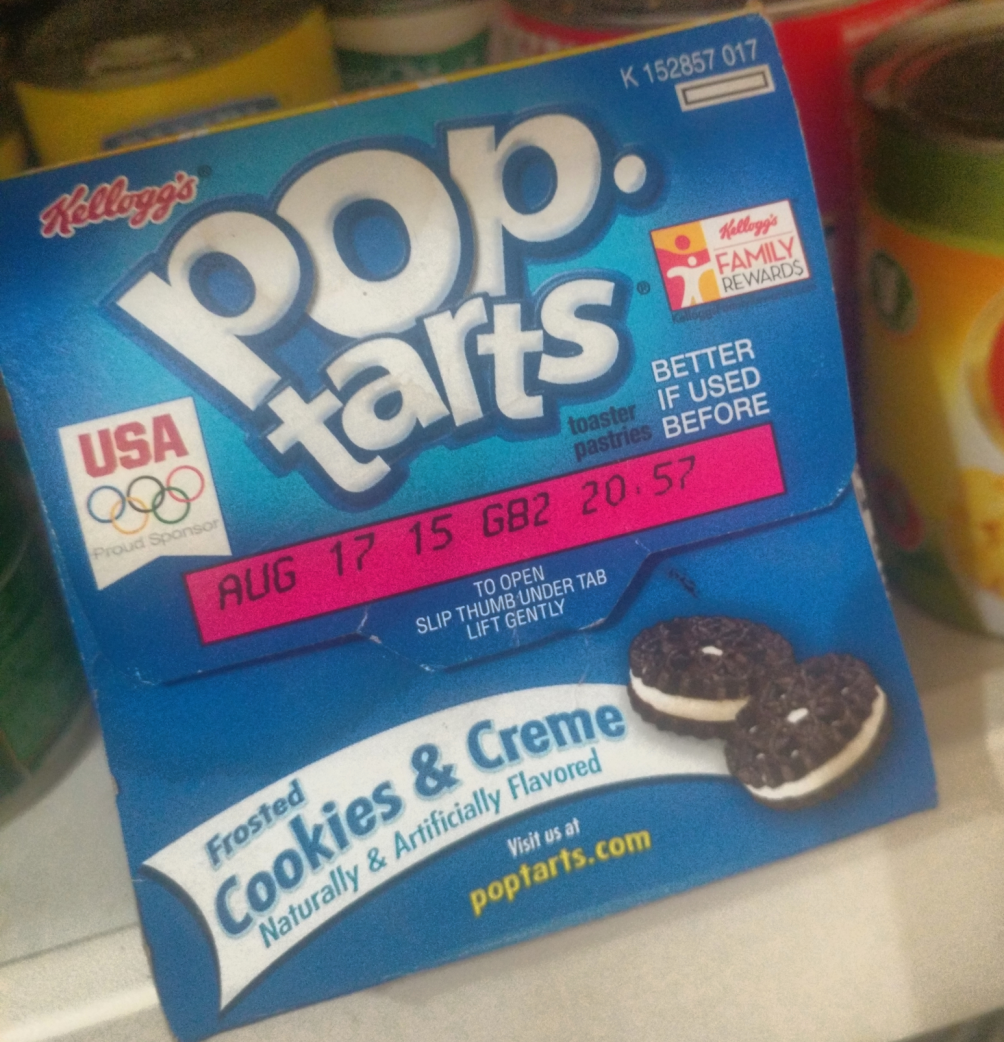 K 152857 017
Kellogg's®
pop.
tarts®
Kellogg's
FAMILY
REWARDS
BETTER
IF USED
BEFORE
toaster
pastries
USA
Proud Sponsor
AUG 17 15 GB2 20:57
TO OPEN
SLIP THUMB UNDER TAB
LIFT GENTLY
Frosted
Cookies & Creme
Naturally & Artificially Flavored
Visit us at
poptarts.com